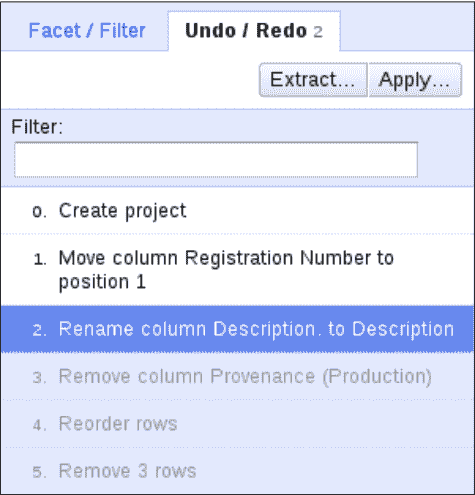 Facet / Filter Undo / Redo 2
Extract... Apply...
Filter:
0. Create project
1. Move column Registration Number to
position 1
2. Rename column Description. to Description
3. Remove column Provenance (Production)
4. Reorder rows
5. Remove 3 rows